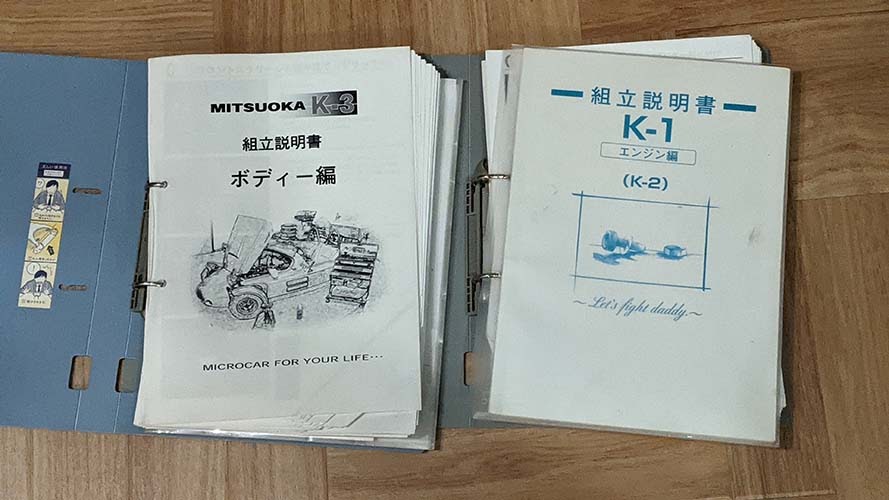 MITSUOKA K-3
組立説明書
ボディー編
MICROCAR FOR YOUR LIFE…
組立説明書
K-1
エンジン編
(K-2)
～Let's fight daddy.～